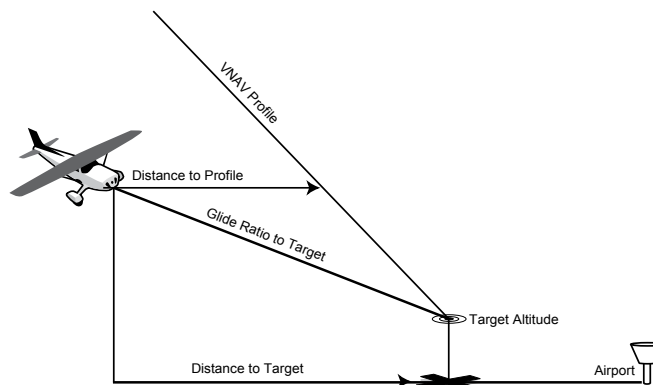 VNAV Profile
Distance to Profile
Glide Ratio to Target
Target Altitude
Distance to Target
Airport